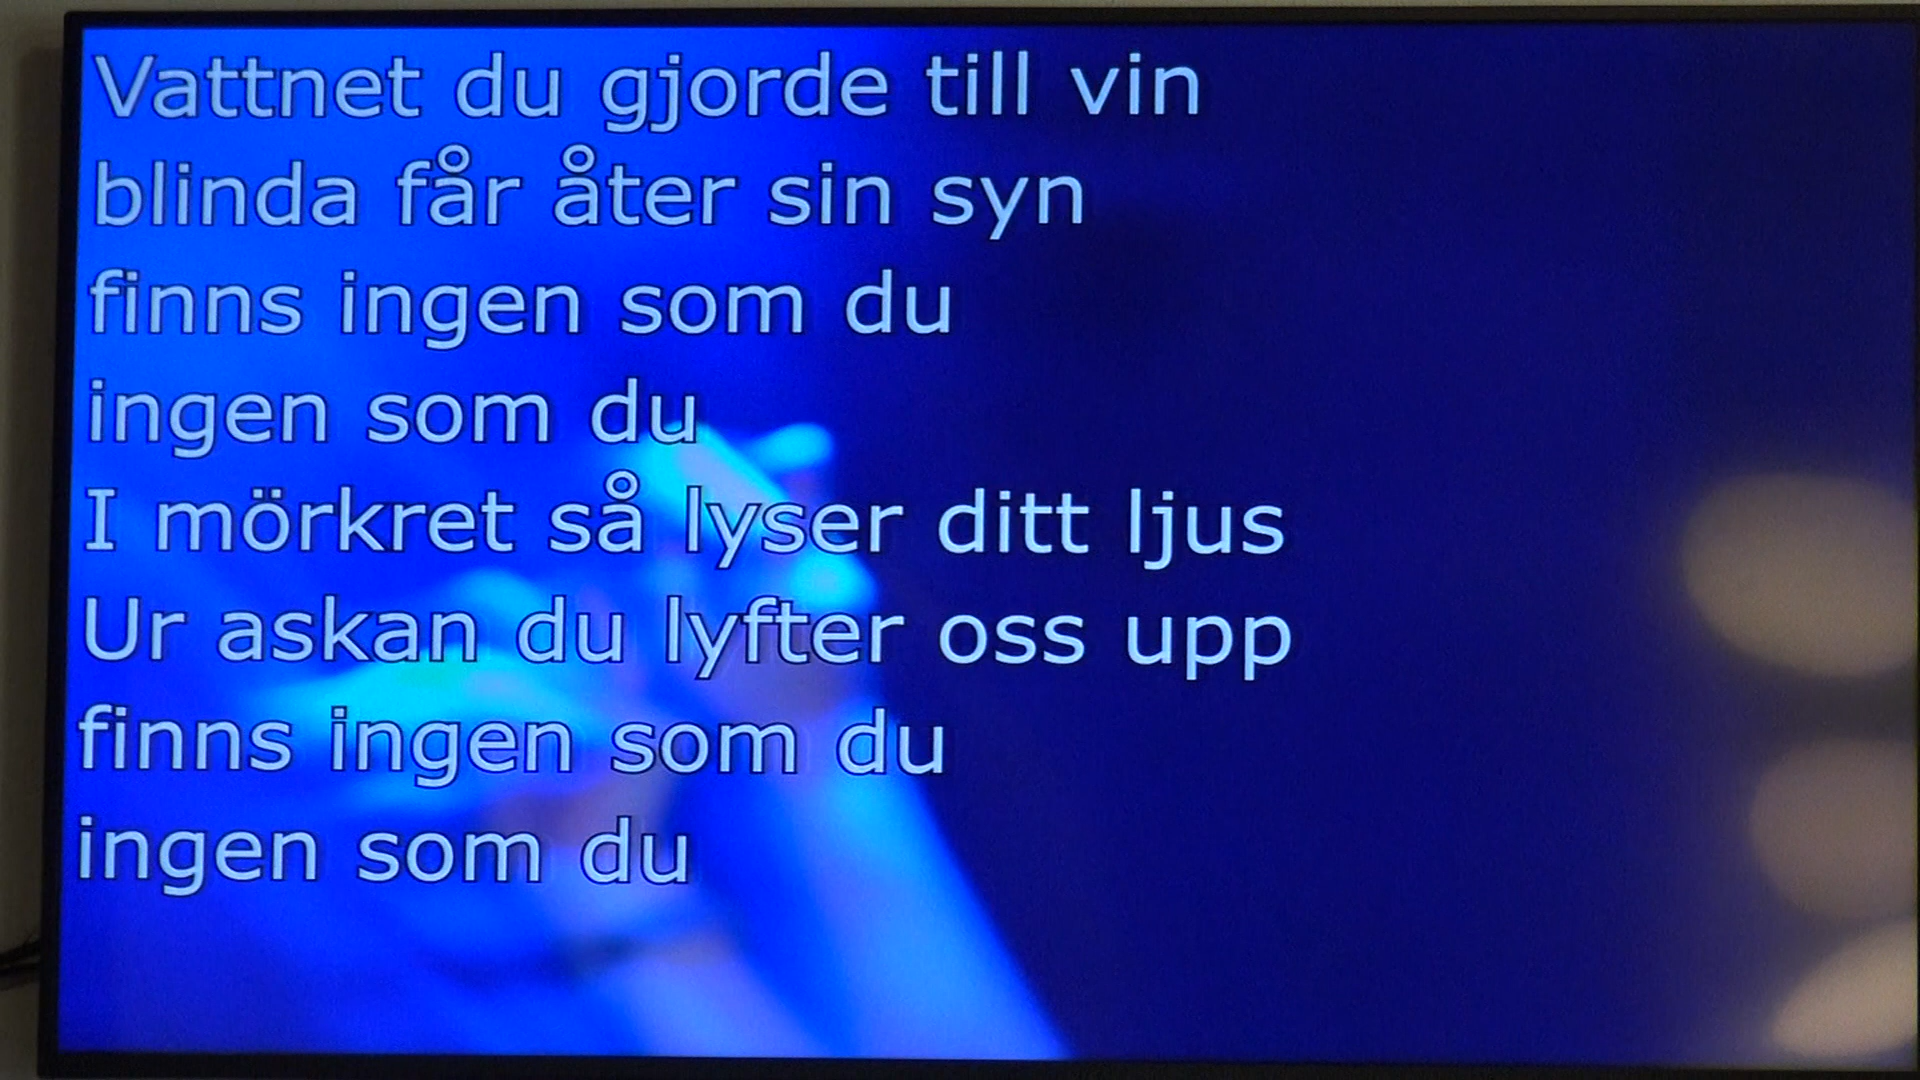 Vattnet du gjorde till vin
blinda får åter sin syn
finns ingen som du
ingen som du
I mörkret så lyser ditt ljus
Ur askan du lyfter oss upp
finns ingen som du
ingen som du